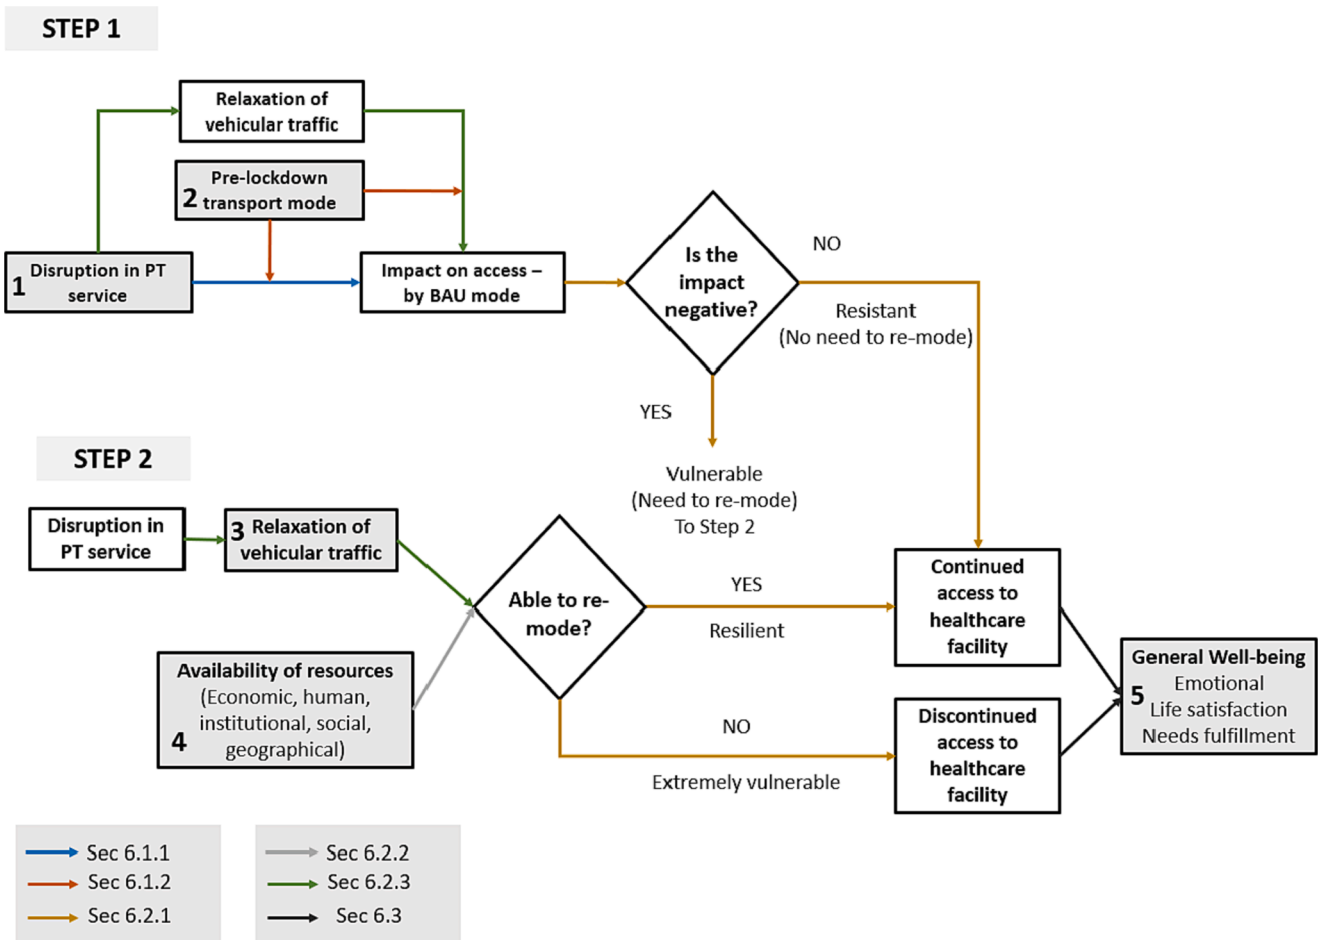 STEP 1
Relaxation of
vehicular traffic
2
Pre-lockdown
transport mode
1
Disruption in PT
service
Impact on access –
by BAU mode
Is the
impact
negative?
NO
Resistant
(No need to re-mode)
YES
Vulnerable
(Need to re-mode)
To Step 2
STEP 2
Disruption in
PT service
3
Relaxation of
vehicular traffic
4
Availability of resources
(Economic, human,
institutional, social,
geographical)
Able to re-
mode?
YES
Resilient
NO
Extremely vulnerable
Continued
access to
healthcare
facility
Discontinued
access to
healthcare
facility
5
General Well-being
Emotional
Life satisfaction
Needs fulfillment
Sec 6.1.1
Sec 6.1.2
Sec 6.2.1
Sec 6.2.2
Sec 6.2.3
Sec 6.3